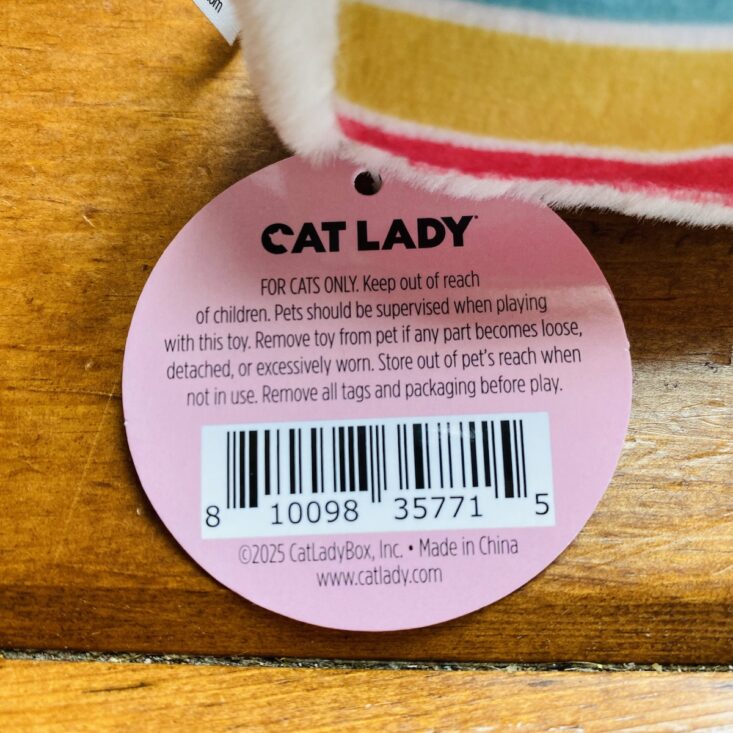 CAT LADY
FOR CATS ONLY. Keep out of reach
of children. Pets should be supervised when playing
with this toy. Remove toy from pet if any part becomes loose,
detached, or excessively worn. Store out of pet's reach when
not in use. Remove all tags and packaging before play.
8 10098 35771 5
©2025 CatLadyBox, Inc. • Made in China
www.catlady.com